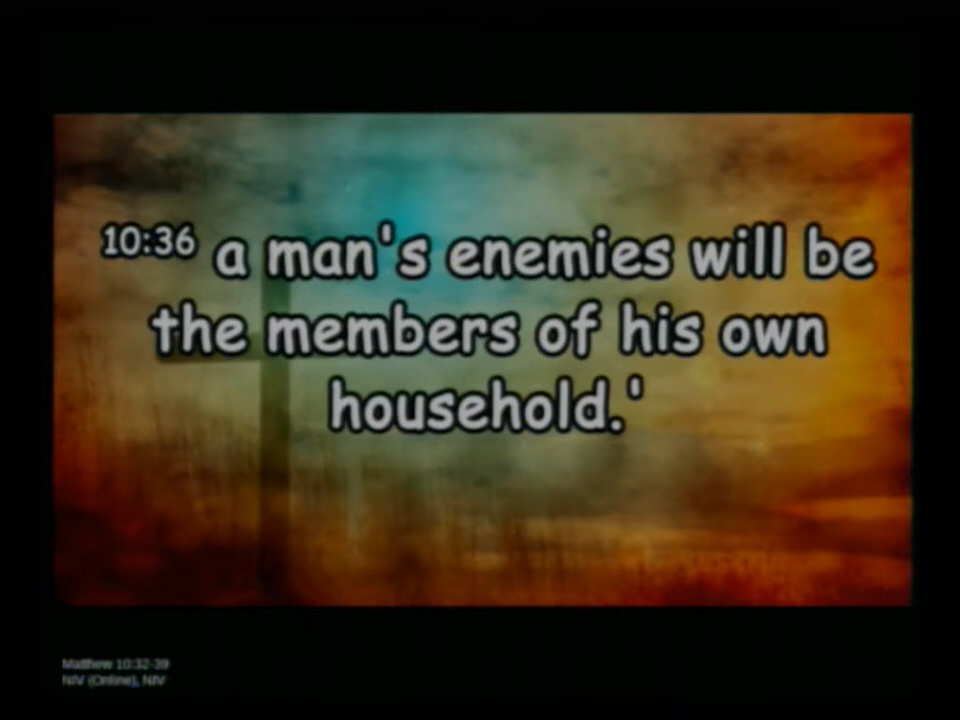 10:36 a man's enemies will be
the members of his own
household.'
Matthew 10:32-39
NIV (Online), NIV